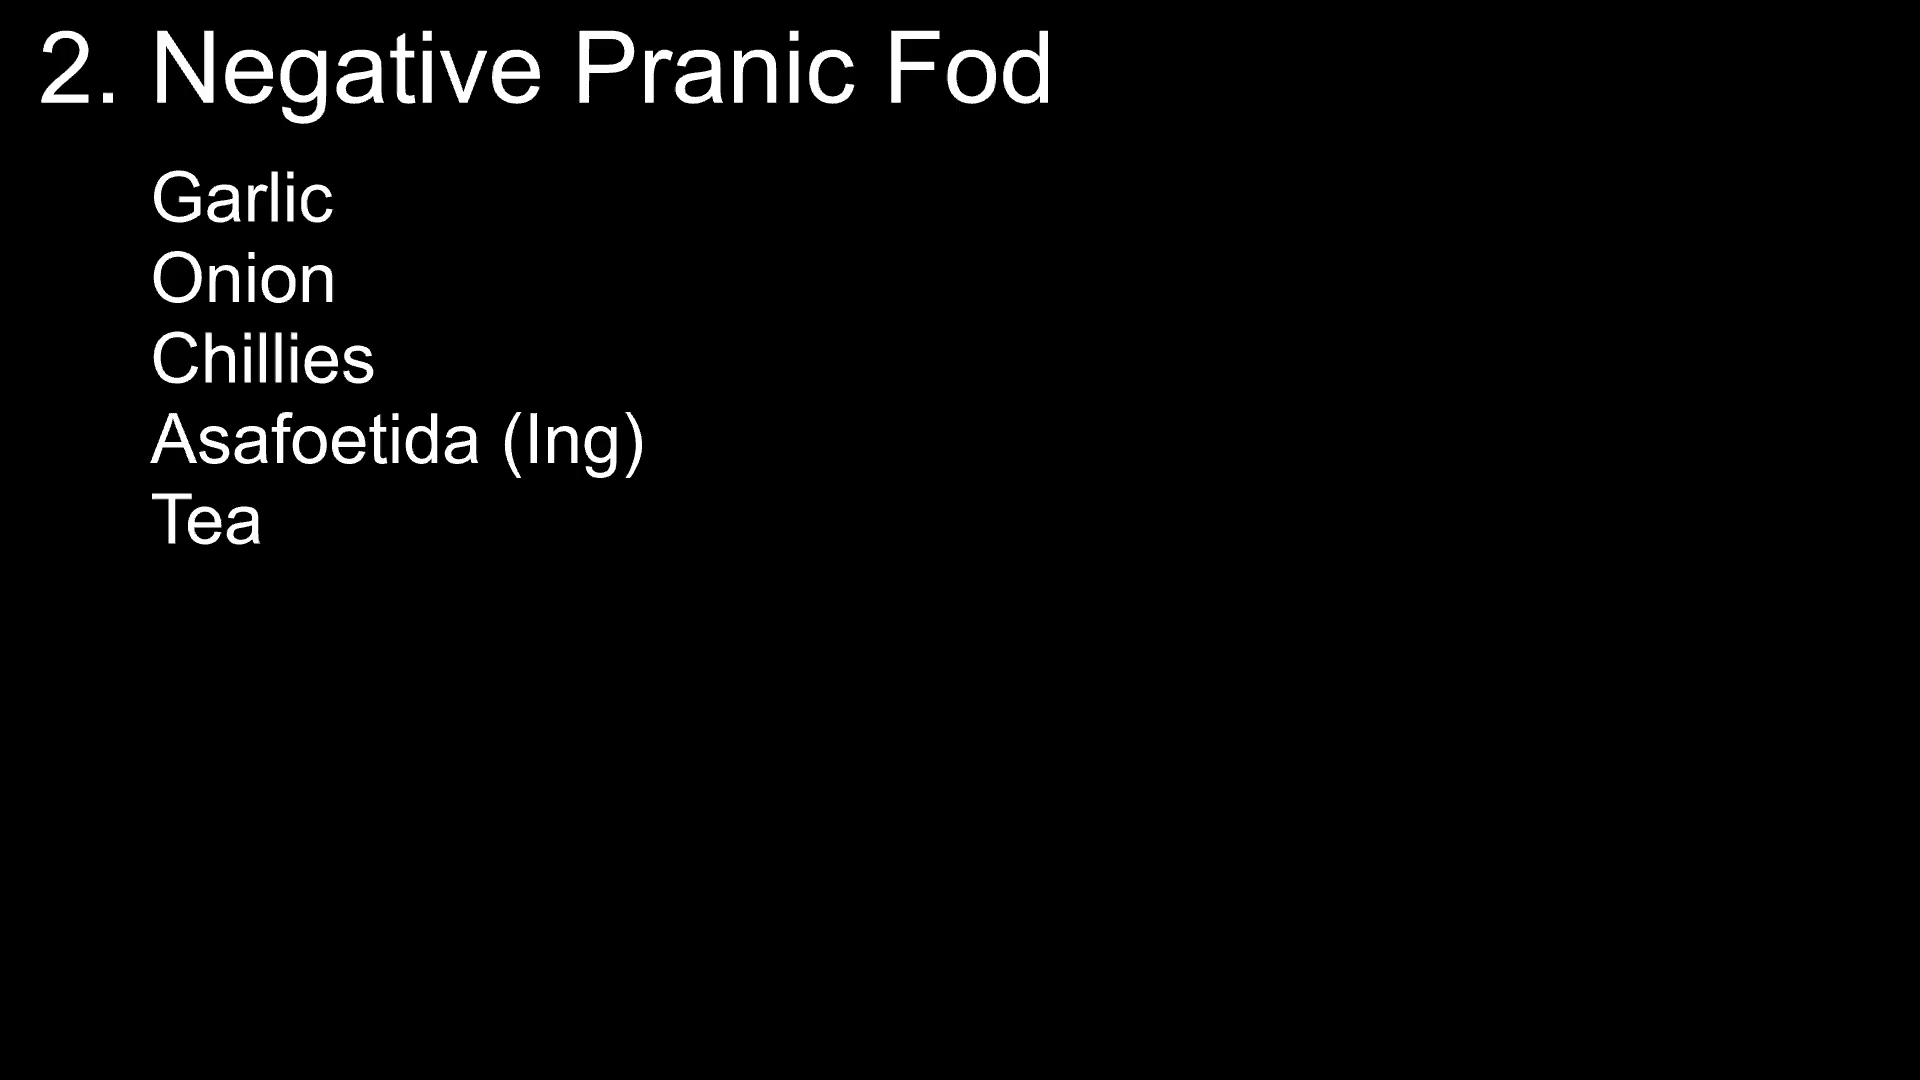 2. Negative Pranic Fod
Garlic
Onion
Chillies
Asafoetida (Ing)
Tea